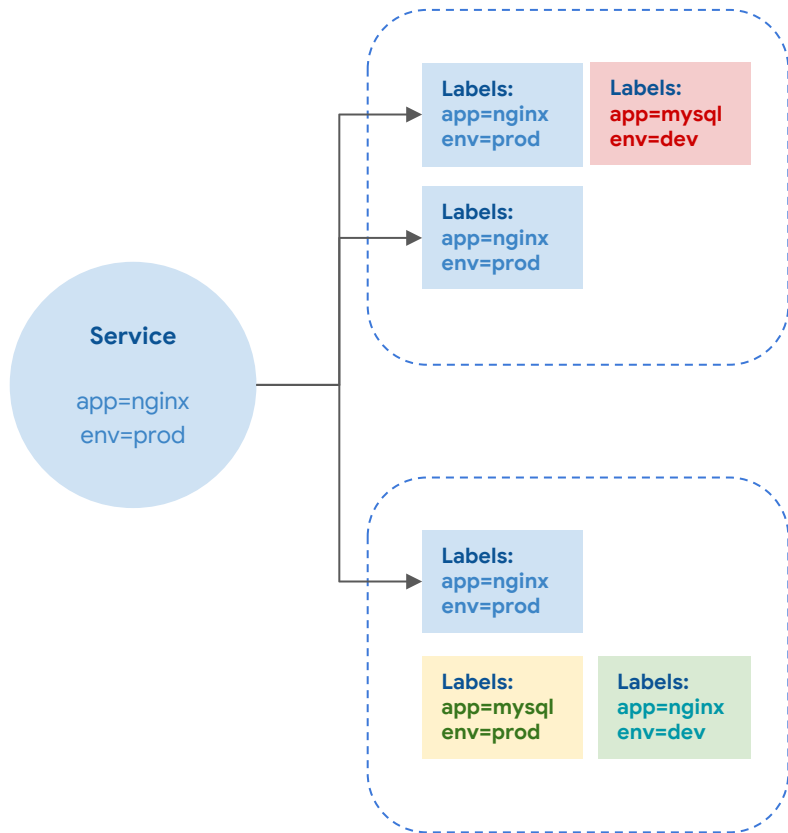 Service
app=nginx
env=prod
Labels:
app=nginx
env=prod
Labels:
app=mysql
env=dev
Labels:
app=nginx
env=prod
Labels:
app=nginx
env=prod
Labels:
app=mysql
env=prod
Labels:
app=nginx
env=dev